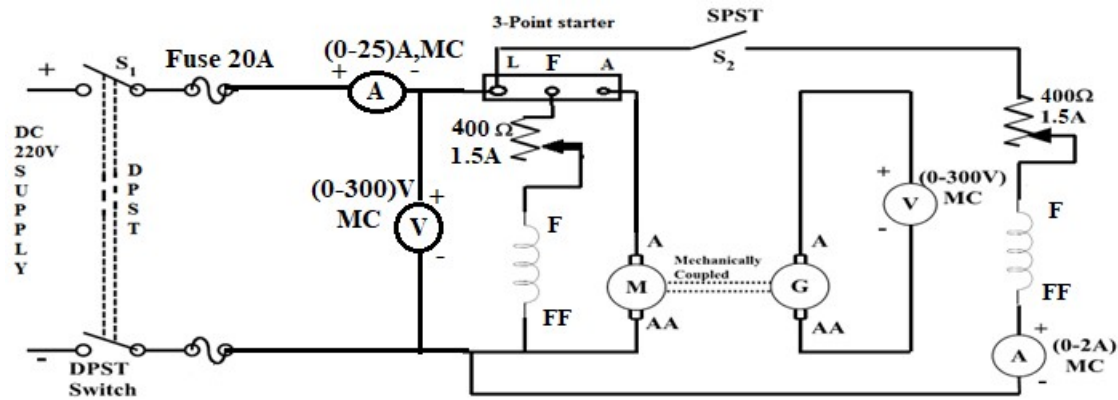 3-Point starter
SPST
S2
Fuse 20A
(0-25)A,MC
S1
L F A
+
+ -
A
DC
220V
SUPPLY
DPST
400 Ω
1.5A
400Ω
1.5A
(0-300)V
MC
+
V
-
+
(0-300V)
MC
V
-
F
A
Mechanically
Coupled
A
F
M
G
FF
AA
AA
FF
+
(0-2A)
MC
A
-
-
DPST
Switch